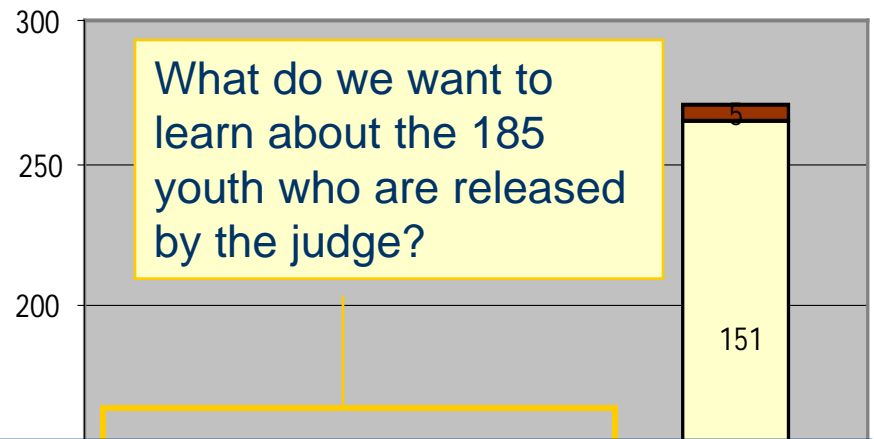 300
What do we want to
learn about the 185
youth who are released
by the judge?
5
250
200
151